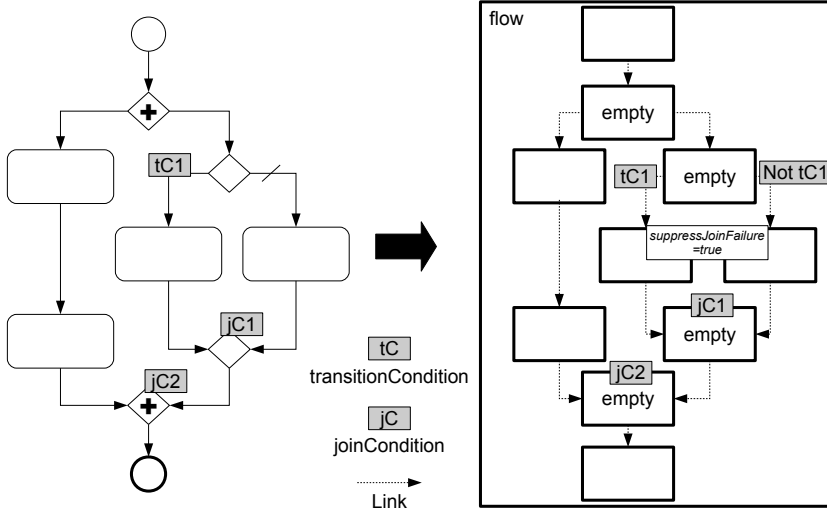 tC1
jC1
jC2
tC
transitionCondition
jC
joinCondition
Link
flow
empty
tC1
empty
Not tC1
suppressJoinFailure
=true
jC1
empty
jC2
empty